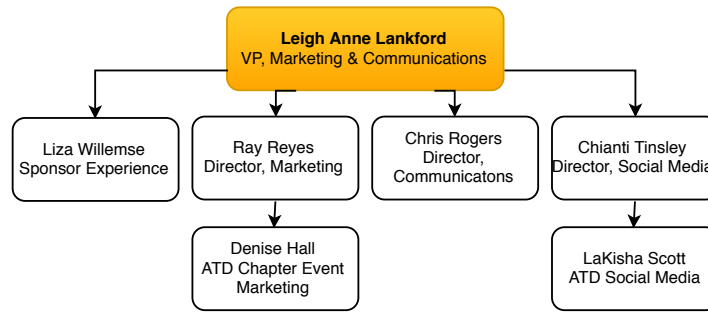 Leigh Anne Lankford
VP, Marketing & Communications
Liza Willemse
Sponsor Experience
Ray Reyes
Director, Marketing
Chris Rogers
Director,
Communicatons
Chianti Tinsley
Director, Social Media
Denise Hall
ATD Chapter Event
Marketing
LaKisha Scott
ATD Social Media